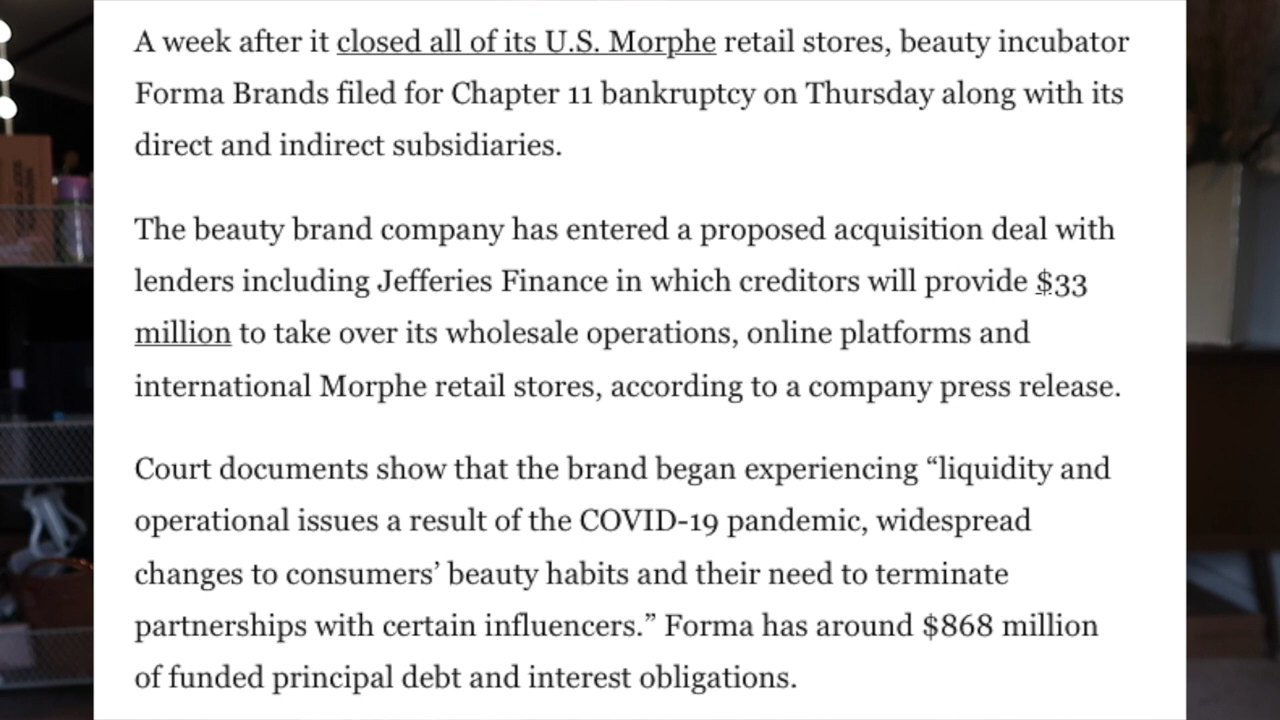 A week after it closed all of its U.S. Morphe retail stores, beauty incubator
Forma Brands filed for Chapter 11 bankruptcy on Thursday along with its
direct and indirect subsidiaries.
The beauty brand company has entered a proposed acquisition deal with
lenders including Jefferies Finance in which creditors will provide $33
million to take over its wholesale operations, online platforms and
international Morphe retail stores, according to a company press release.
Court documents show that the brand began experiencing “liquidity and
operational issues a result of the COVID-19 pandemic, widespread
changes to consumers’ beauty habits and their need to terminate
partnerships with certain influencers.” Forma has around $868 million
of funded principal debt and interest obligations.